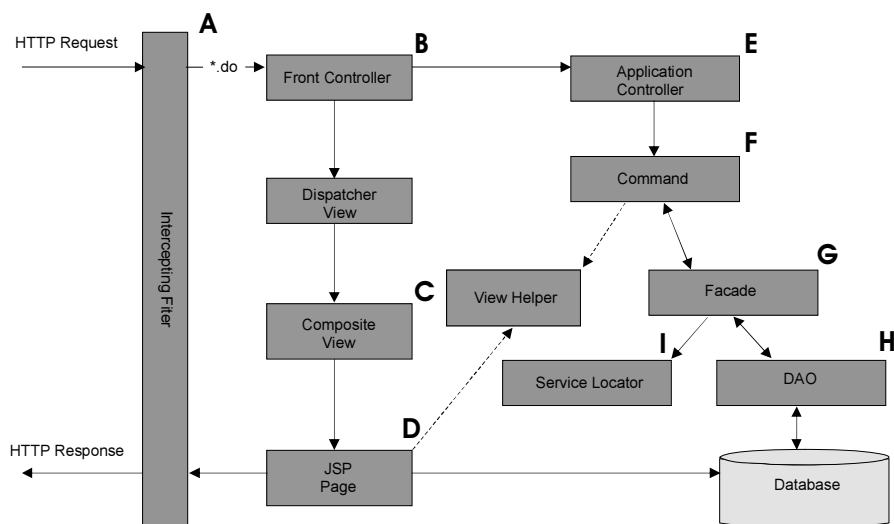 A
HTTP Request
B
E
*.do
Front Controller
Application
Controller
F
Command
Dispatcher
View
Intercepting Fiter
G
C
View Helper
Facade
Composite
View
I
H
Service Locator
DAO
D
HTTP Response
JSP
Page
Database